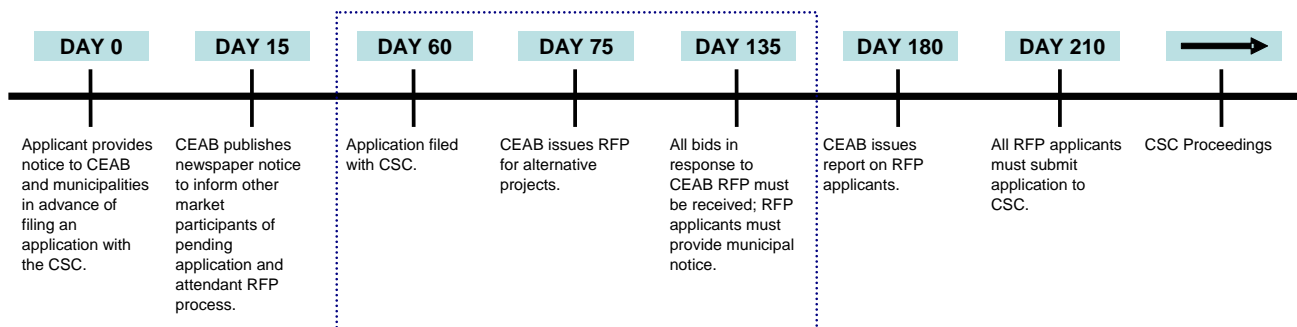 DAY 0
DAY 15
DAY 60
DAY 75
DAY 135
DAY 180
DAY 210
Applicant provides
notice to CEAB
and municipalities
in advance of
filing an
application with
the CSC.
CEAB publishes
newspaper notice
to inform other
market
participants of
pending
application and
attendant RFP
process.
Application filed
with CSC.
CEAB issues RFP
for alternative
projects.
All bids in
response to
CEAB RFP must
be received; RFP
applicants must
provide municipal
notice.
CEAB issues
report on RFP
applicants.
All RFP applicants
must submit
application to
CSC.
CSC Proceedings